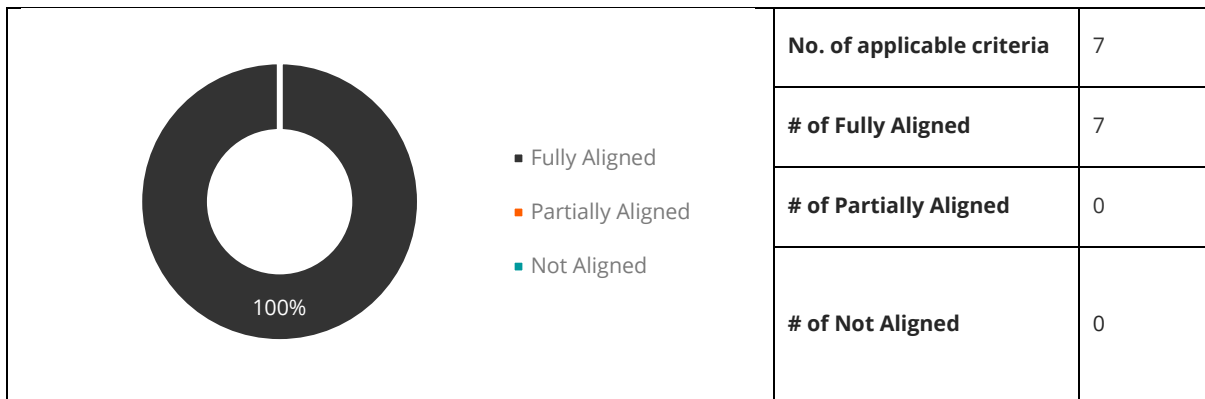 100%
Fully Aligned
Partially Aligned
Not Aligned
No. of applicable criteria 7
# of Fully Aligned 7
# of Partially Aligned 0
# of Not Aligned 0